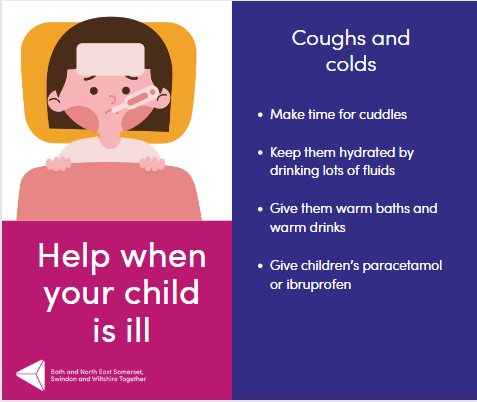 Help when
your child
is ill
Bath and North East Somerset,
Swindon and Wiltshire Together
Coughs and
colds
• Make time for cuddles
• Keep them hydrated by
drinking lots of fluids
• Give them warm baths and
warm drinks
• Give children's paracetamol
or ibruprofen